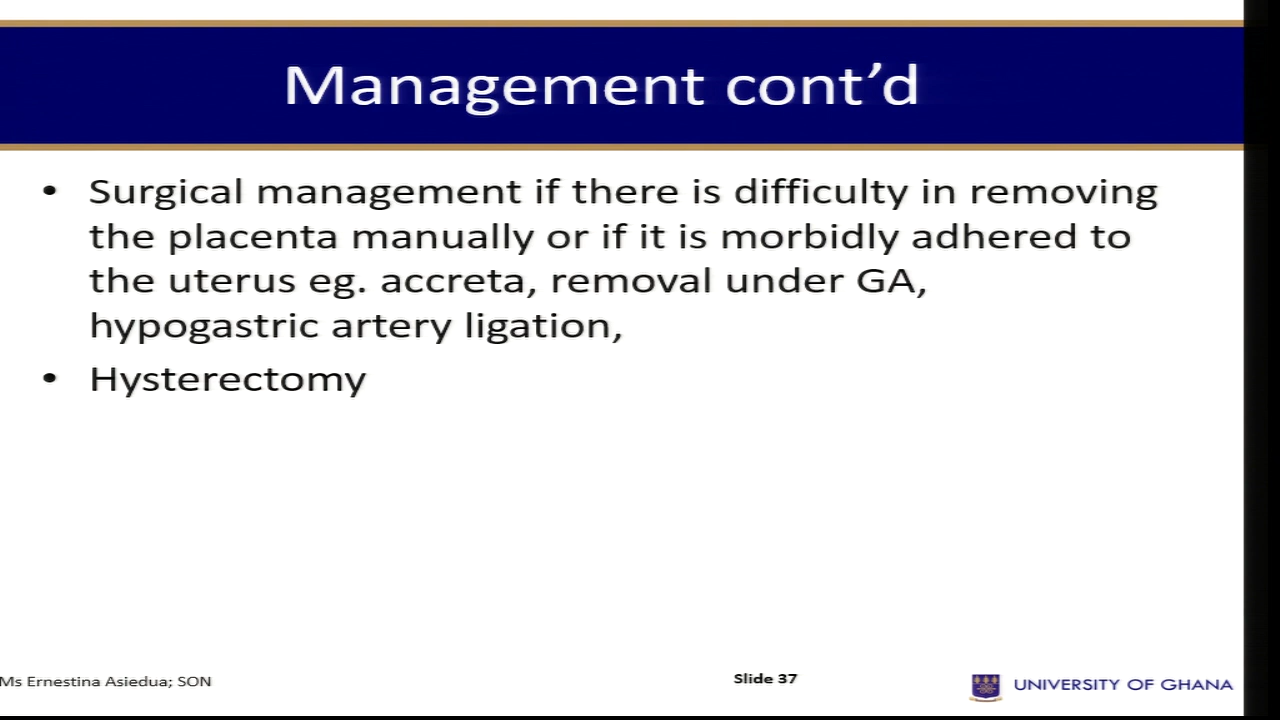 Management cont’d
• Surgical management if there is difficulty in removing
the placenta manually or if it is morbidly adhered to
the uterus eg. accreta, removal under GA,
hypogastric artery ligation,
• Hysterectomy
Ms Ernestina Asiedua; SON
Slide 37
UNIVERSITY OF GHANA